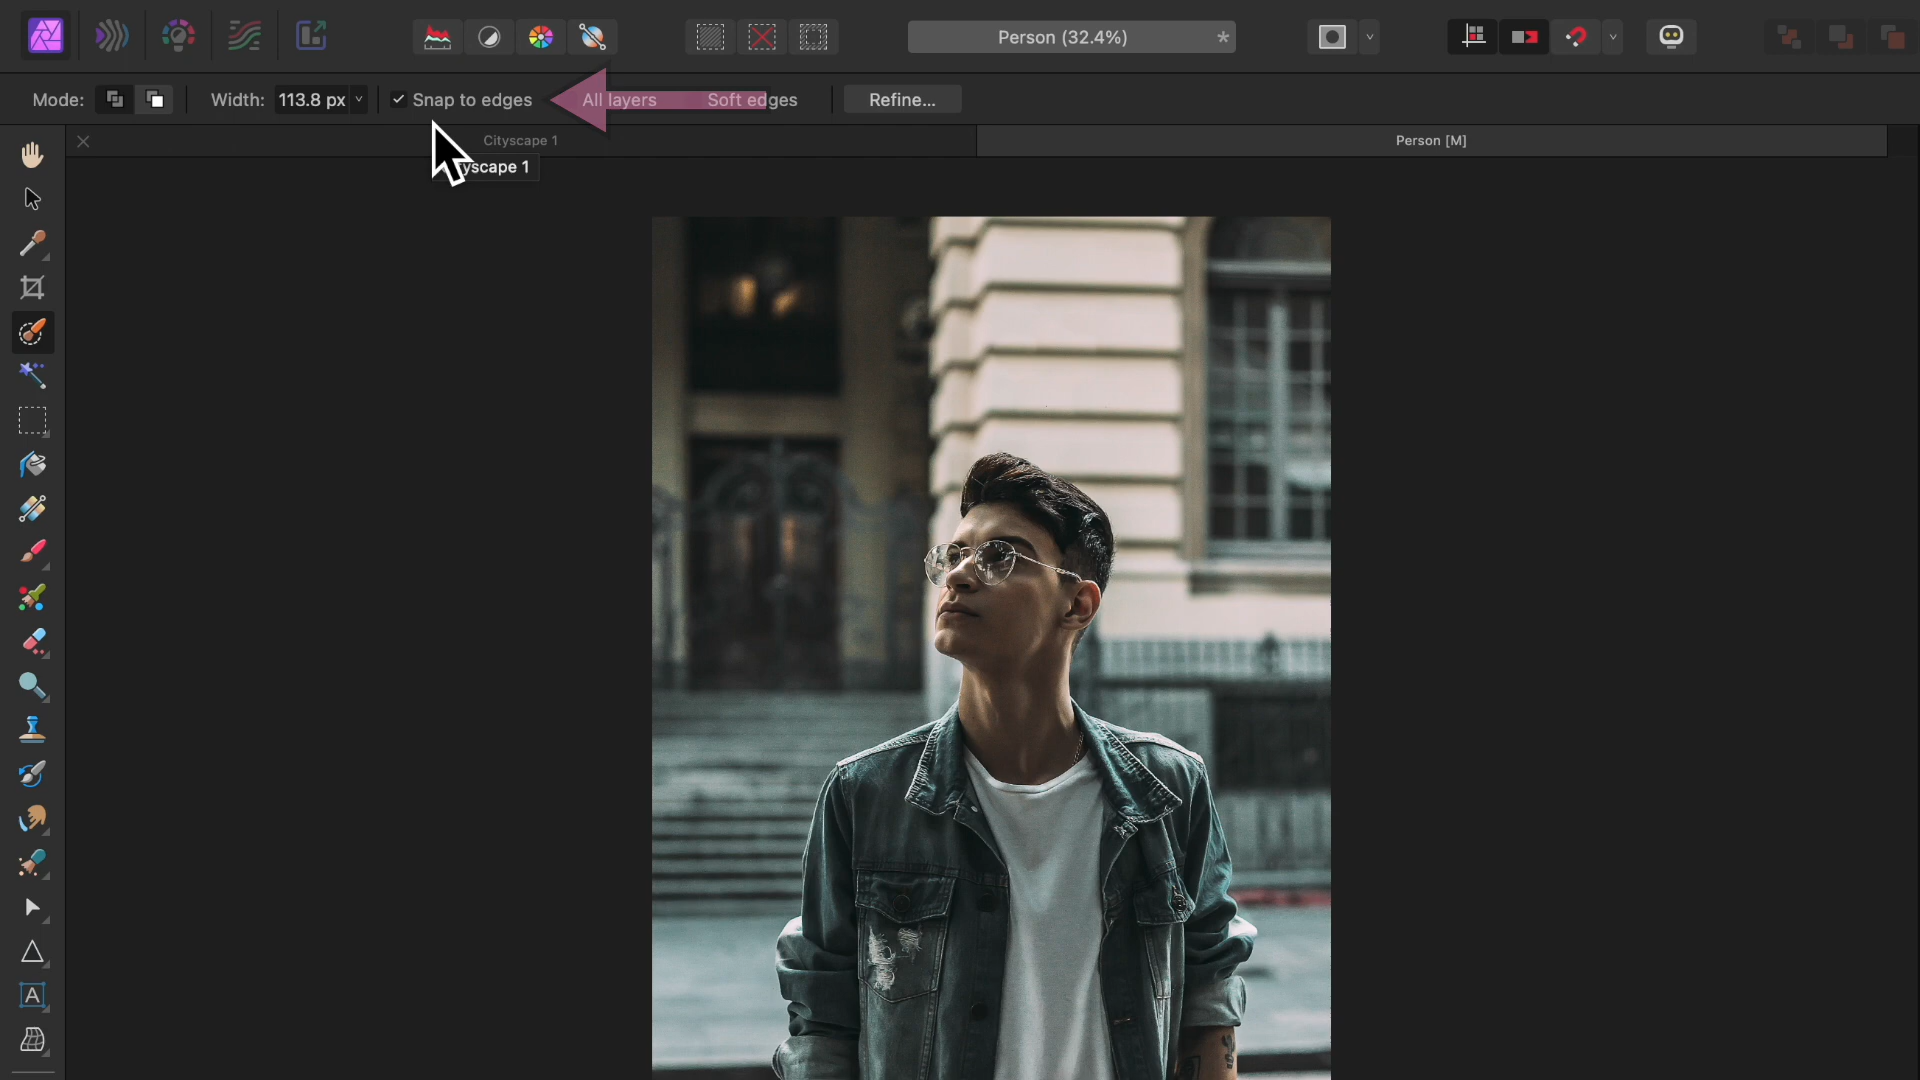 Person (32.4%) *
Mode: Width: 113.8 px Snap to edges All layers Soft edges Refine...
Cityscape 1 Person [M]
yscape 1
A